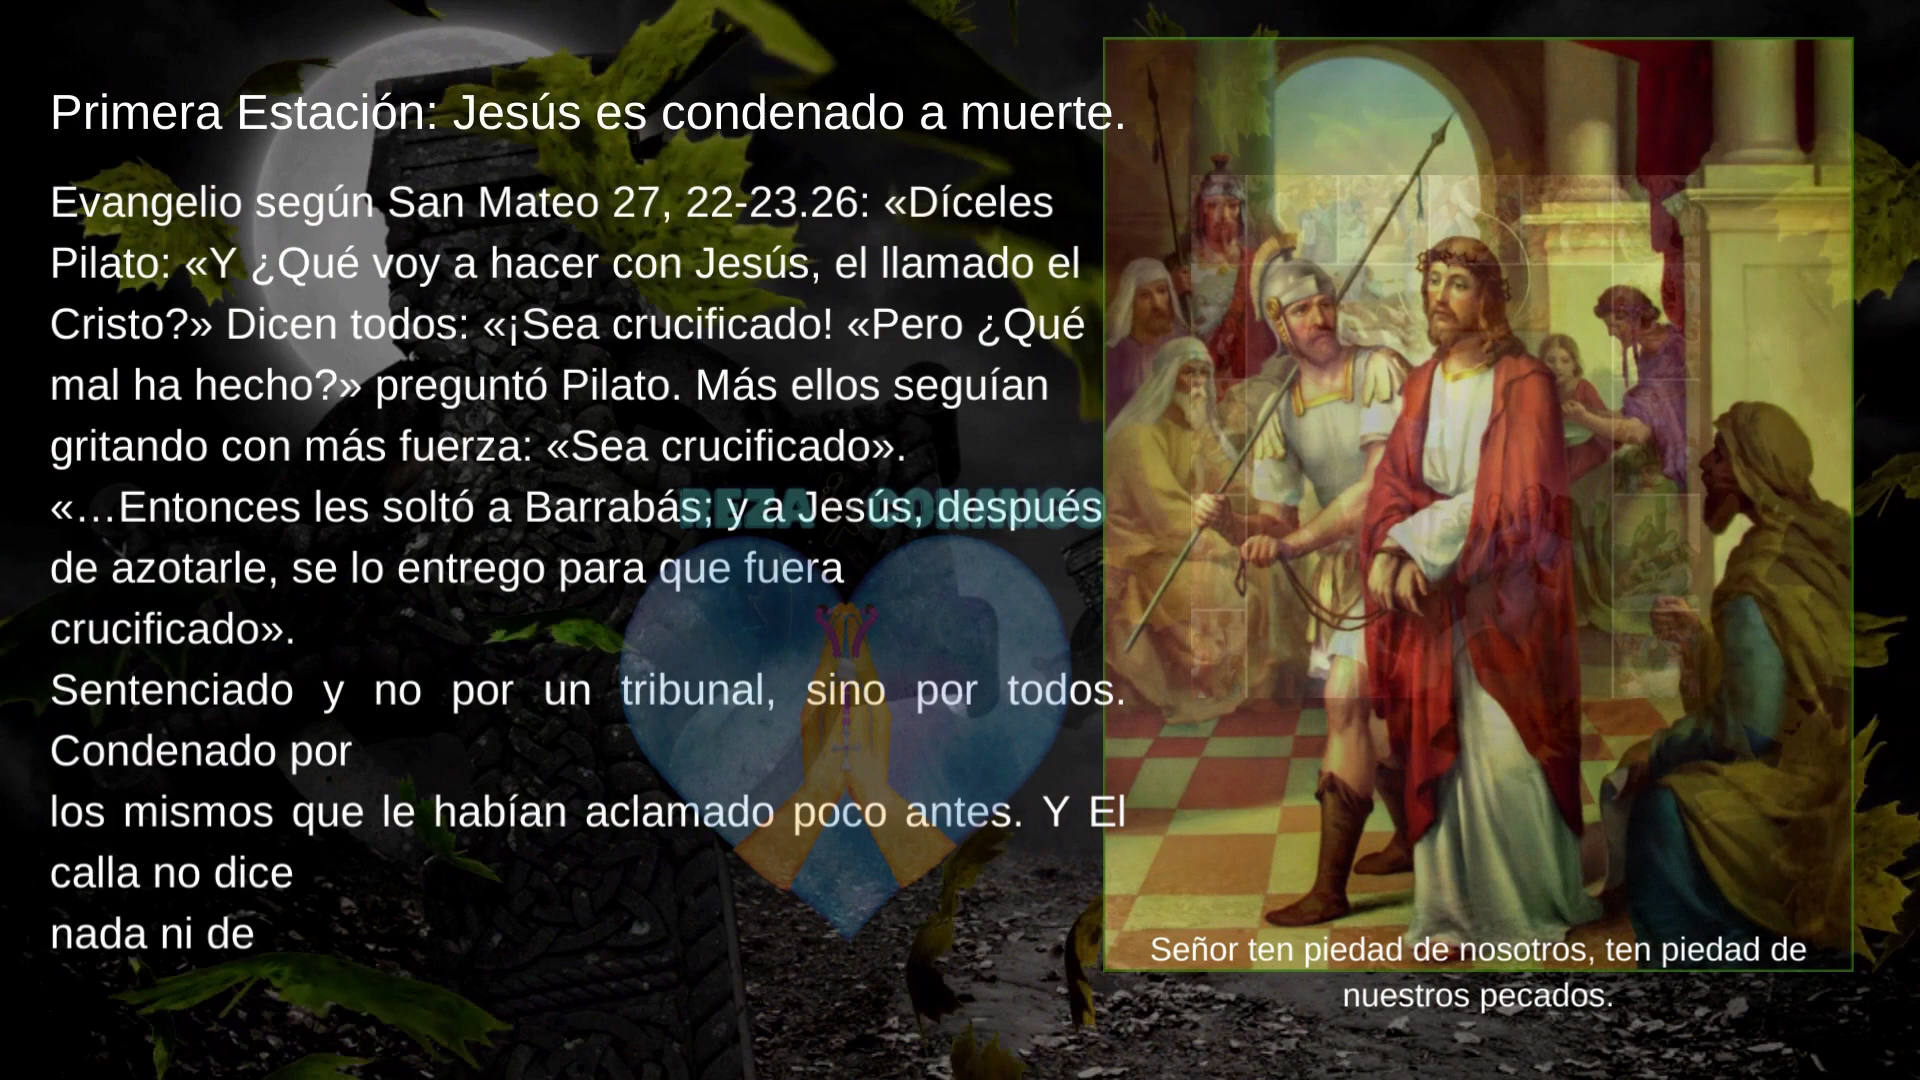 Primera Estación: Jesús es condenado a muerte.
Evangelio según San Mateo 27, 22-23.26: «Díceles
Pilato: «Y ¿Qué voy a hacer con Jesús, el llamado el
Cristo?» Dicen todos: «¡Sea crucificado! «Pero ¿Qué
mal ha hecho?» preguntó Pilato. Más ellos seguían
gritando con más fuerza: «Sea crucificado».
«…Entonces les soltó a Barrabás; y a Jesús, después
de azotarle, se lo entrego para que fuera
crucificado».
Sentenciado y no por un tribunal, sino por todos.
Condenado por
los mismos que le habían aclamado poco antes. Y El
calla no dice
nada ni de
Señor ten piedad de nosotros, ten piedad de
nuestros pecados.